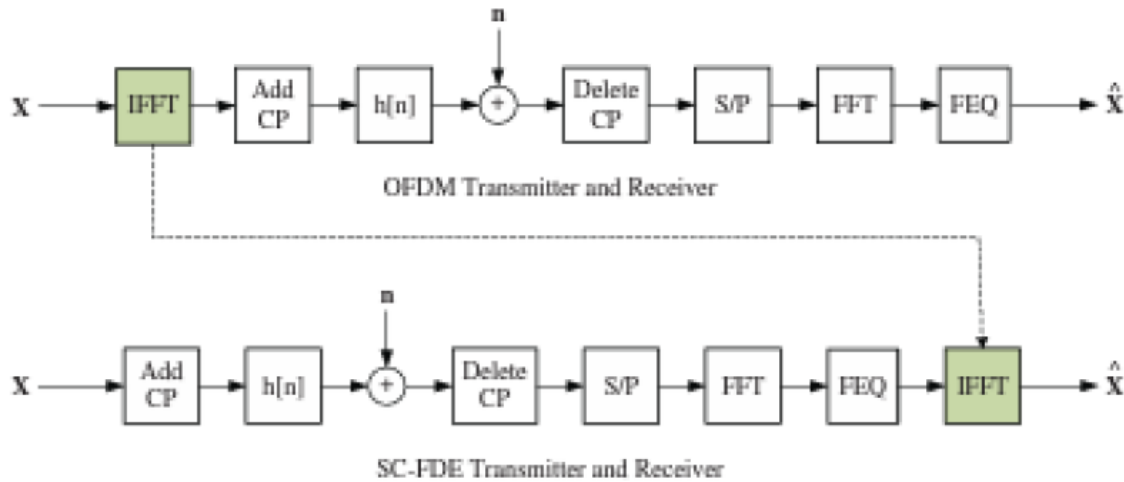 n
X IFFT Add CP h[n] + Delete CP S/P FFT FEQ X̂
OFDM Transmitter and Receiver
n
X Add CP h[n] + Delete CP S/P FFT FEQ IFFT X̂
SC-FDE Transmitter and Receiver